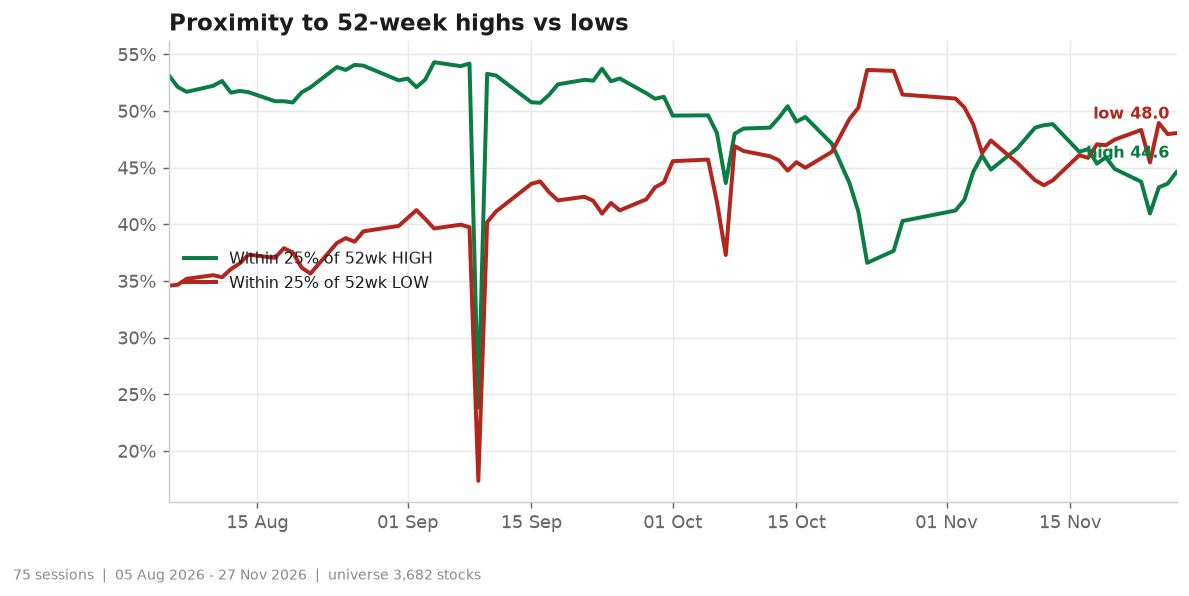 Proximity to 52-week highs vs lows
55%
50%
45%
40%
35%
30%
25%
20%
low 48.0
high 44.6
Within 25% of 52wk HIGH
Within 25% of 52wk LOW
15 Aug
01 Sep
15 Sep
01 Oct
15 Oct
01 Nov
15 Nov
75 sessions | 05 Aug 2026 - 27 Nov 2026 | universe 3,682 stocks